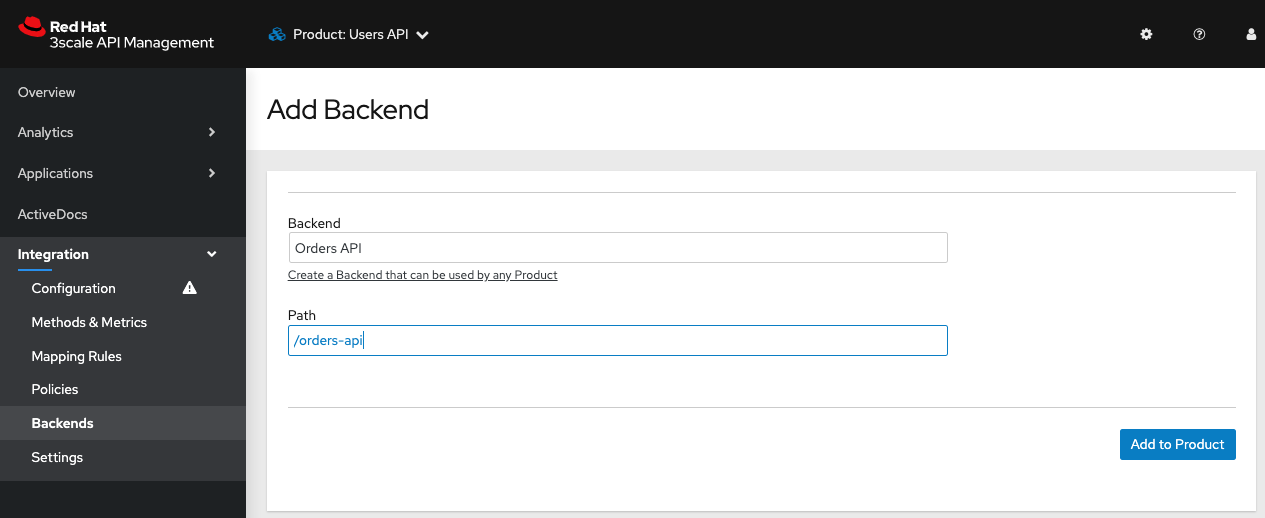 Red Hat
3scale API Management
Product: Users API
Overview
Analytics
Applications
ActiveDocs
Integration
Configuration
Methods & Metrics
Mapping Rules
Policies
Backends
Settings
Add Backend
Backend
Orders API
Create a Backend that can be used by any Product
Path
/orders-api
Add to Product